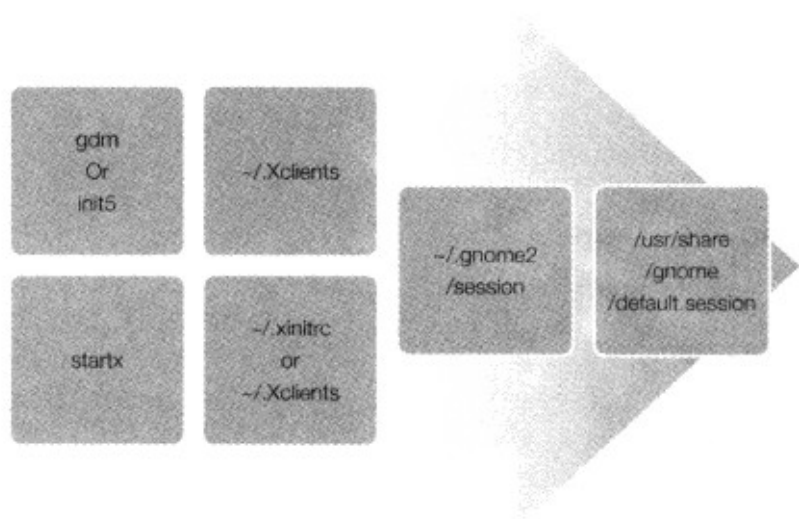 gdm
Or
init5
~/.Xclients
startx
~/.xinitrc
or
~/.Xclients
~/.gnome2
/session
/usr/share
/gnome
/default.session